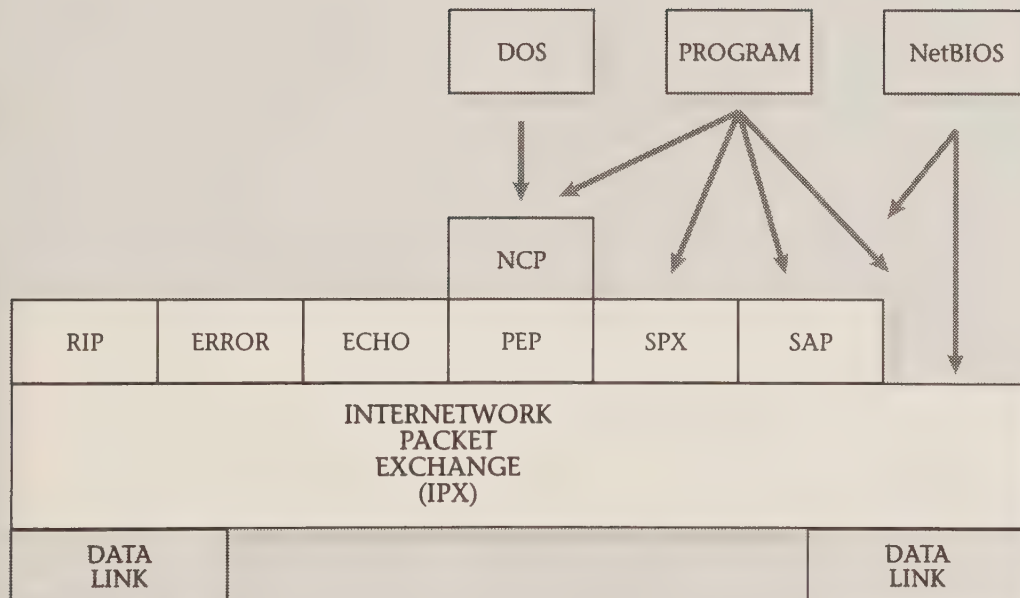 DOS
PROGRAM
NetBIOS
NCP
RIP
ERROR
ECHO
PEP
SPX
SAP
INTERNETWORK
PACKET
EXCHANGE
(IPX)
DATA
LINK
DATA
LINK